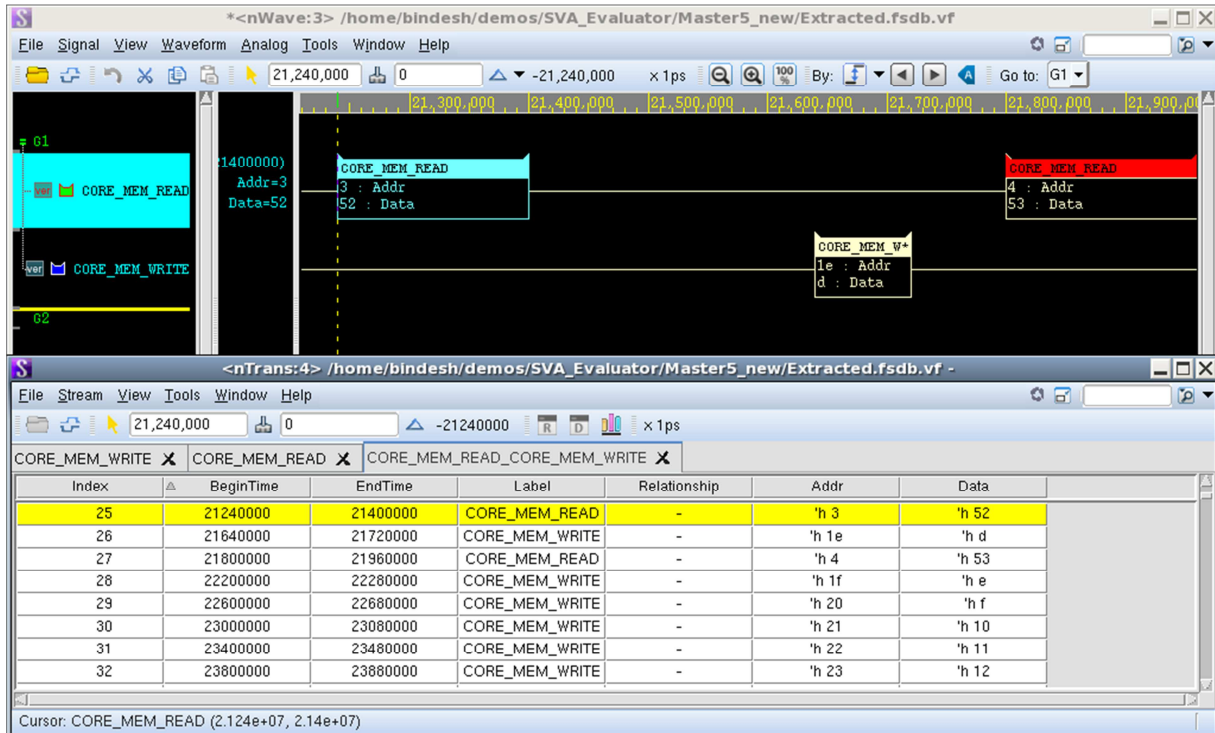 *<nWave:3> /home/bindesh/demos/SVA_Evaluator/Master5_new/Extracted.fsdb.vf
File Signal View Waveform Analog Tools Window Help
21,240,000 0 -21,240,000 x 1ps 100 % By: Go to: G1
21,300,000 21,400,000 21,500,000 21,600,000 21,700,000 21,800,000 21,900,00
G1
21400000) CORE_MEM_READ CORE_MEM_READ
ver CORE_MEM_READ Addr=3 3 : Addr 4 : Addr
Data=52 52 : Data 53 : Data
CORE_MEM_W*
ver CORE_MEM_WRITE 1e : Addr
d : Data
G2
<nTrans:4> /home/bindesh/demos/SVA_Evaluator/Master5_new/Extracted.fsdb.vf -
File Stream View Tools Window Help
21,240,000 0 -21240000 R D x 1ps
CORE_MEM_WRITE X CORE_MEM_READ X CORE_MEM_READ_CORE_MEM_WRITE X
Index BeginTime EndTime Label Relationship Addr Data
25 21240000 21400000 CORE_MEM_READ - 'h 3 'h 52
26 21640000 21720000 CORE_MEM_WRITE - 'h 1e 'h d
27 21800000 21960000 CORE_MEM_READ - 'h 4 'h 53
28 22200000 22280000 CORE_MEM_WRITE - 'h 1f 'h e
29 22600000 22680000 CORE_MEM_WRITE - 'h 20 'h f
30 23000000 23080000 CORE_MEM_WRITE - 'h 21 'h 10
31 23400000 23480000 CORE_MEM_WRITE - 'h 22 'h 11
32 23800000 23880000 CORE_MEM_WRITE - 'h 23 'h 12
Cursor: CORE_MEM_READ (2.124e+07, 2.14e+07)